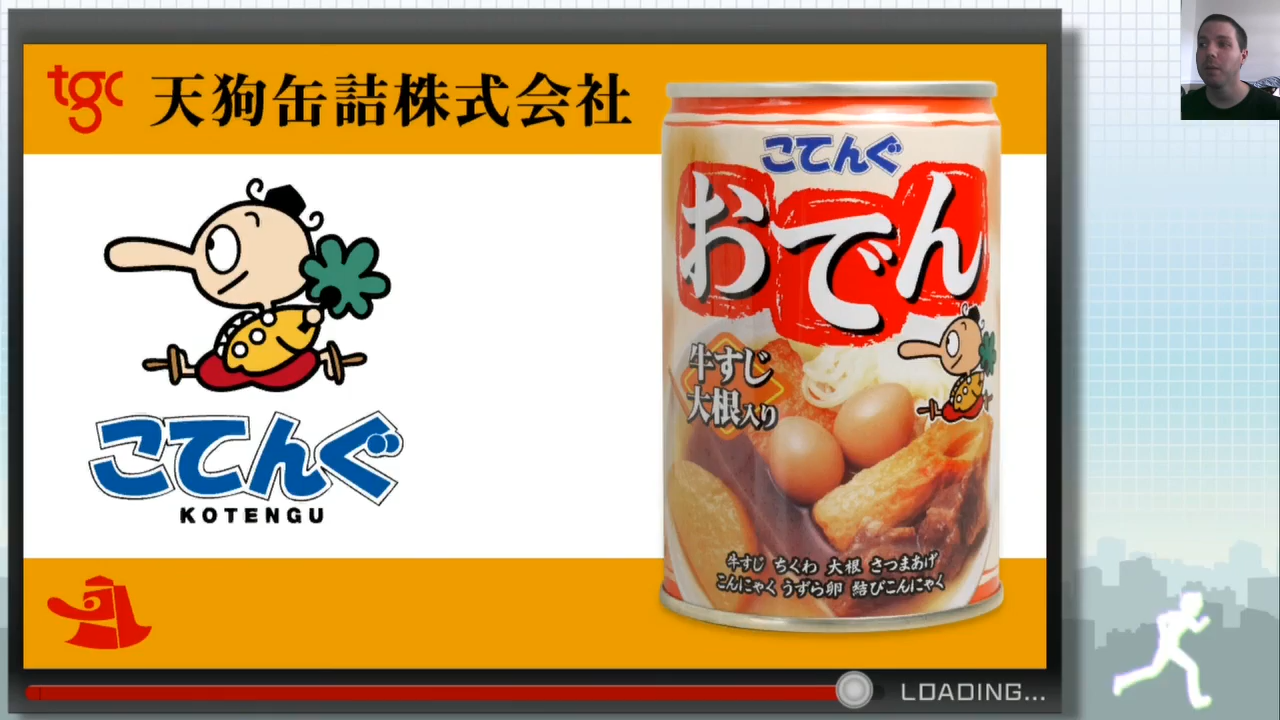 tgc 天狗缶詰株式会社
こてんぐ
KOTENGU
こてんぐ
おでん
牛すじ
大根入り
牛すじ ちくわ 大根 さつまあげ
こんにゃく うずら卵 結びこんにゃく
LOADING...